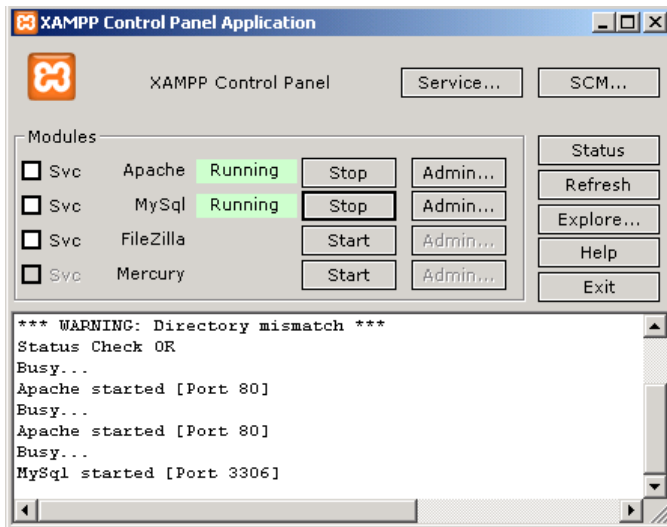 XAMPP Control Panel Application
XAMPP Control Panel Service... SCM...
Modules
Svc Apache Running Stop Admin...
Svc MySql Running Stop Admin...
Svc FileZilla Start Admin...
Svc Mercury Start Admin...
Status
Refresh
Explore...
Help
Exit
*** WARNING: Directory mismatch ***
Status Check OK
Busy...
Apache started [Port 80]
Busy...
Apache started [Port 80]
Busy...
MySql started [Port 3306]